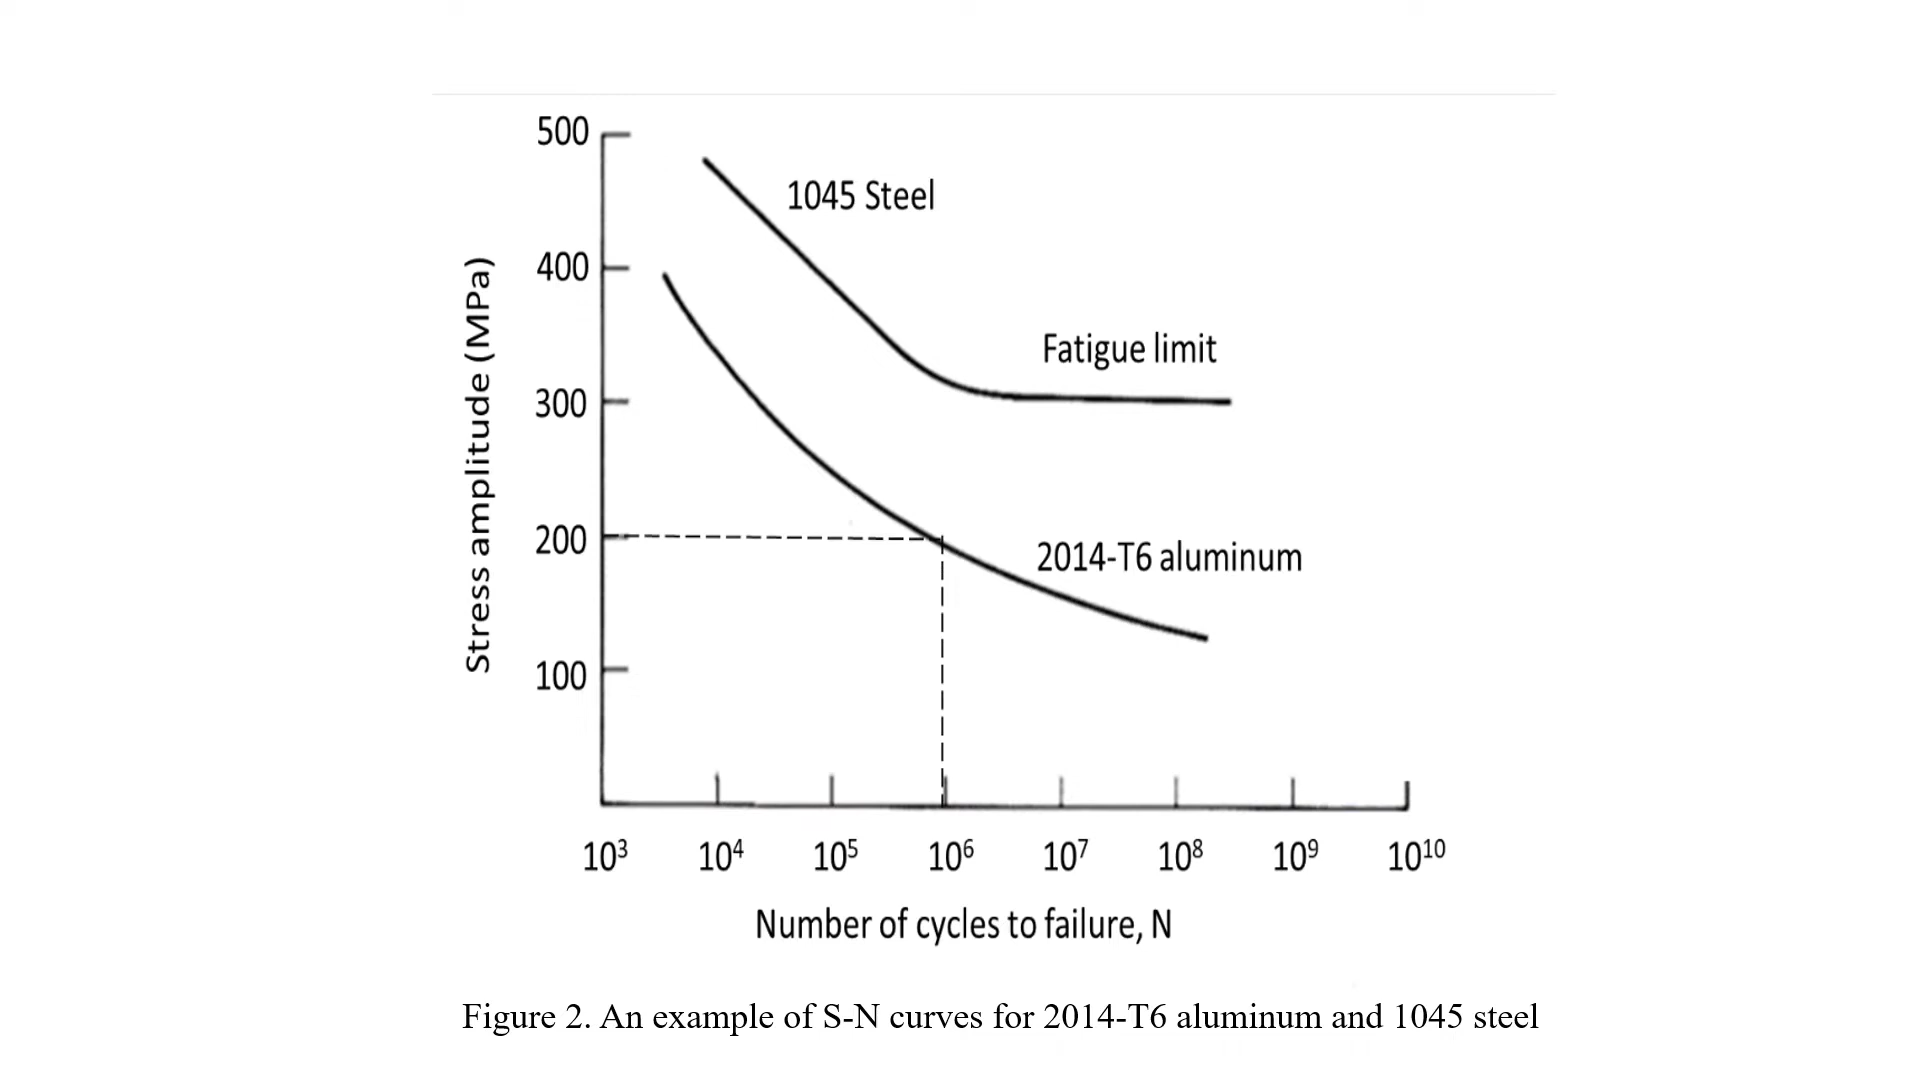 500
1045 Steel
400
Fatigue limit
300
200
2014-T6 aluminum
100
Stress amplitude (MPa)
10³ 10⁴ 10⁵ 10⁶ 10⁷ 10⁸ 10⁹ 10¹⁰
Number of cycles to failure, N
Figure 2. An example of S-N curves for 2014-T6 aluminum and 1045 steel